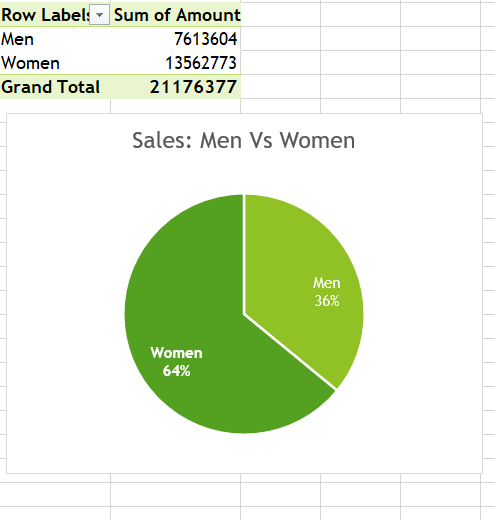 Row Labels Sum of Amount
Men 7613604
Women 13562773
Grand Total 21176377
Sales: Men Vs Women
Men
36%
Women
64%